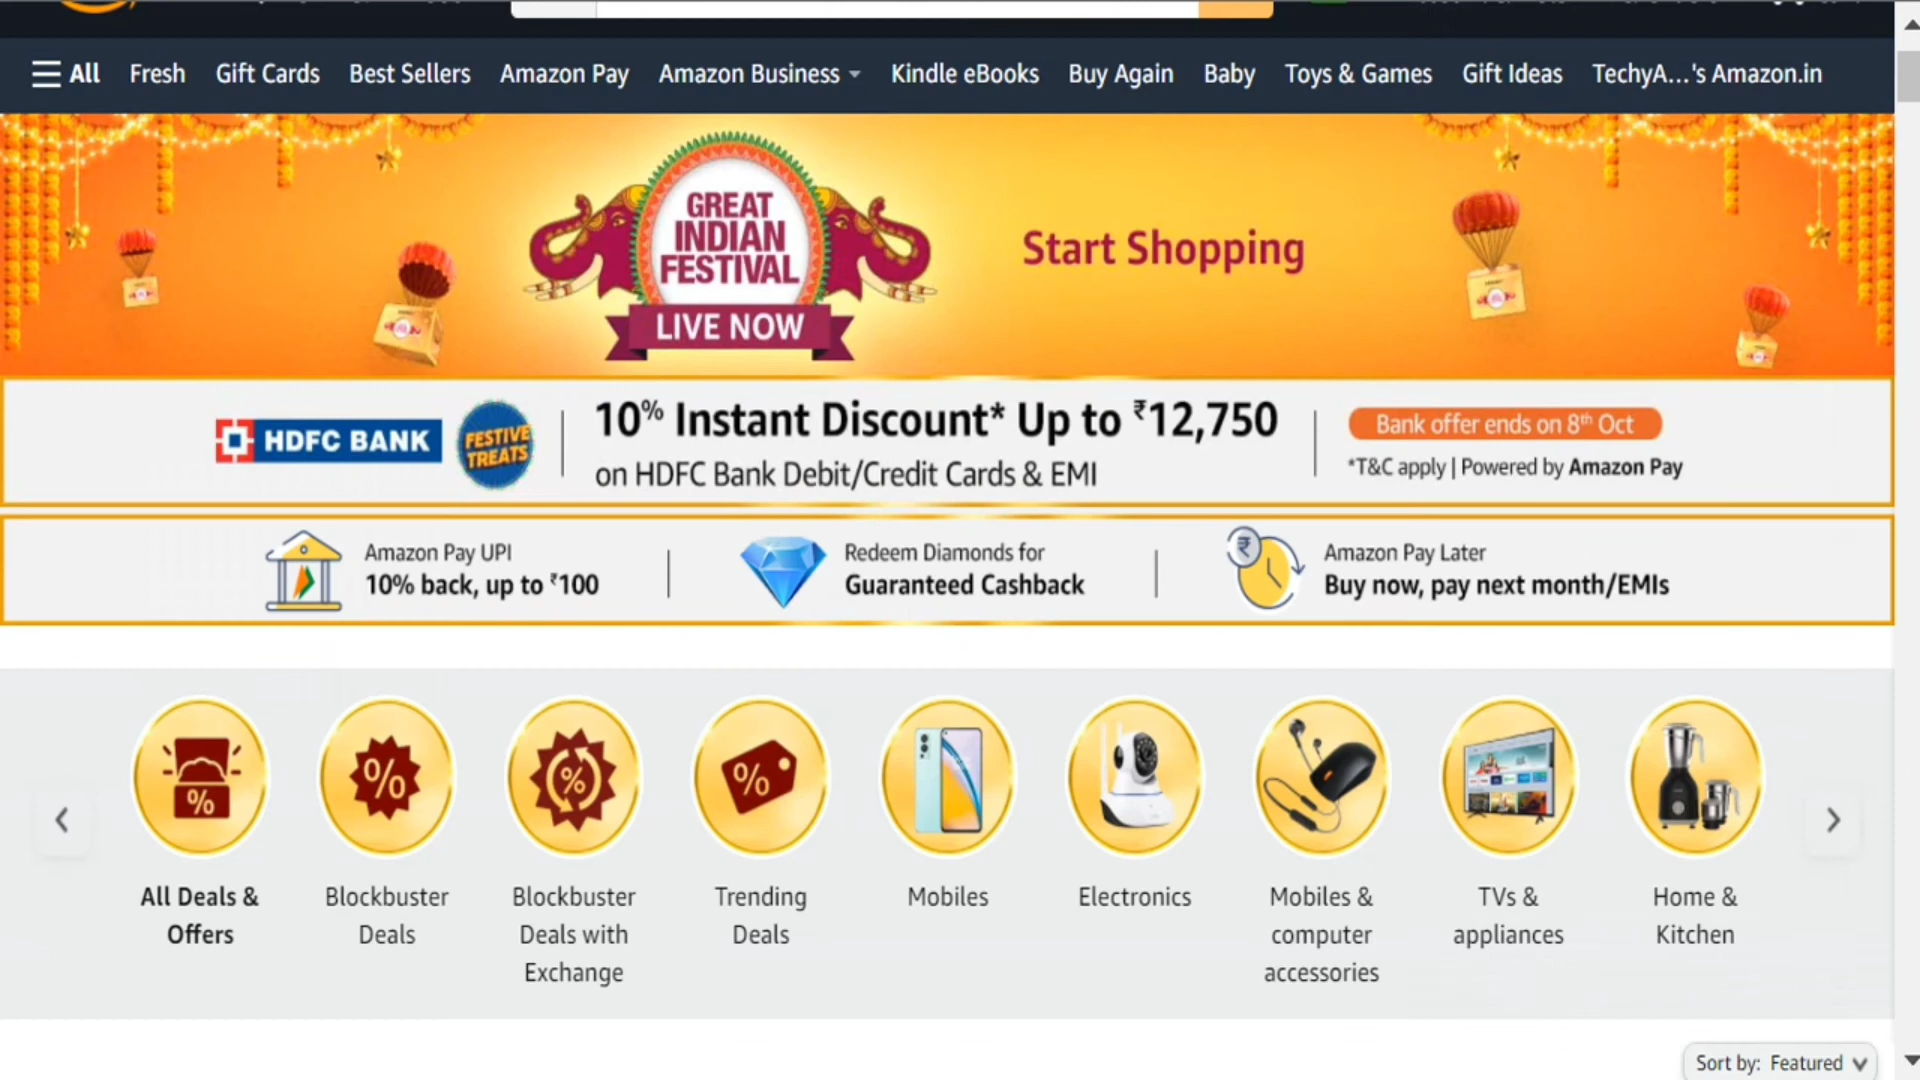 All Fresh Gift Cards Best Sellers Amazon Pay Amazon Business Kindle eBooks Buy Again Baby Toys & Games Gift Ideas TechyA...'s Amazon.in
GREAT
INDIAN
FESTIVAL
LIVE NOW
Start Shopping
HDFC BANK
FESTIVE
TREATS
10% Instant Discount* Up to ₹12,750
on HDFC Bank Debit/Credit Cards & EMI
Bank offer ends on 8th Oct
*T&C apply | Powered by Amazon Pay
Amazon Pay UPI
10% back, up to ₹100
Redeem Diamonds for
Guaranteed Cashback
₹
Amazon Pay Later
Buy now, pay next month/EMIs
%
%
%
%
All Deals &
Offers
Blockbuster
Deals
Blockbuster
Deals with
Exchange
Trending
Deals
Mobiles
Electronics
Mobiles &
computer
accessories
TVs &
appliances
Home &
Kitchen
Sort by: Featured